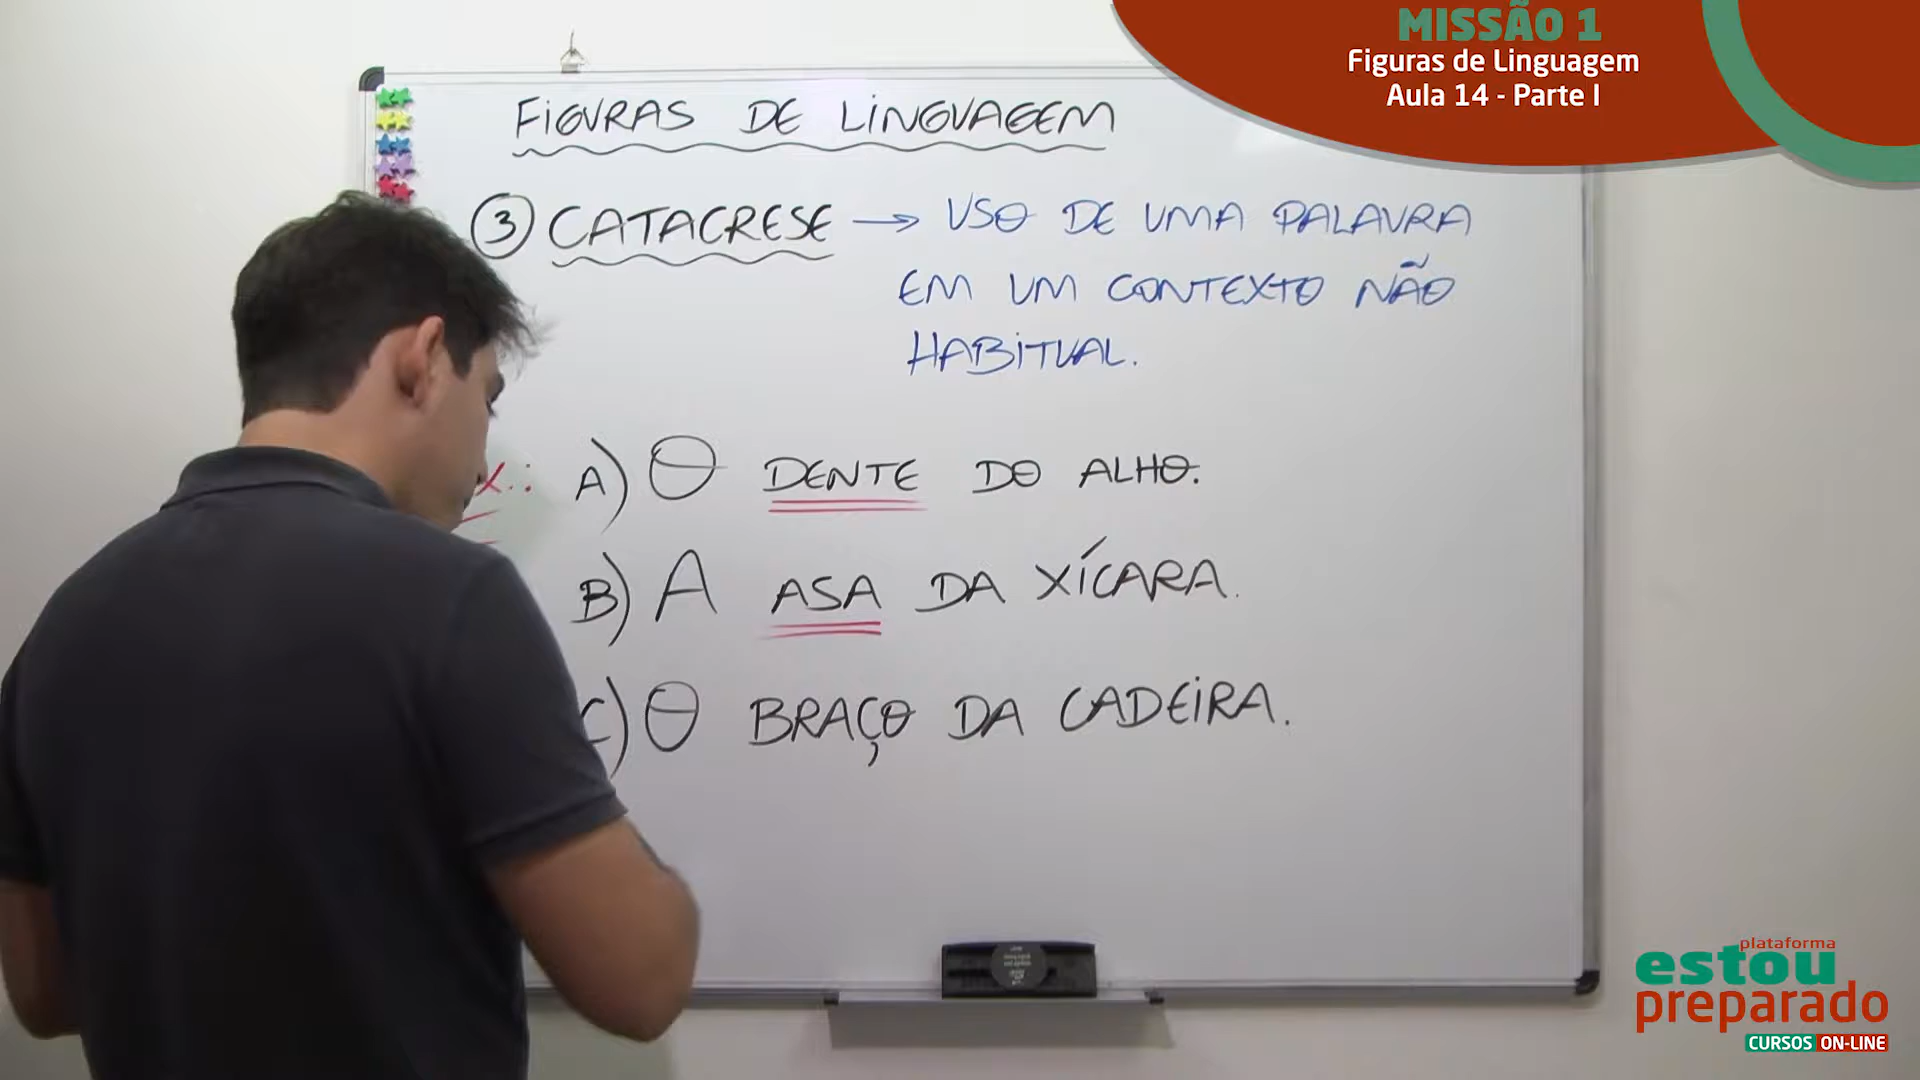 MISSÃO 1
Figuras de Linguagem
Aula 14 - Parte I
FIGURAS DE LINGUAGEM
3 CATACRESE → USO DE UMA PALAVRA
EM UM CONTEXTO NÃO
HABITUAL.
X.: A) O DENTE DO ALHO.
B) A ASA DA XÍCARA.
C) O BRAÇO DA CADEIRA.
plataforma
estou
preparado
CURSOS ON-LINE